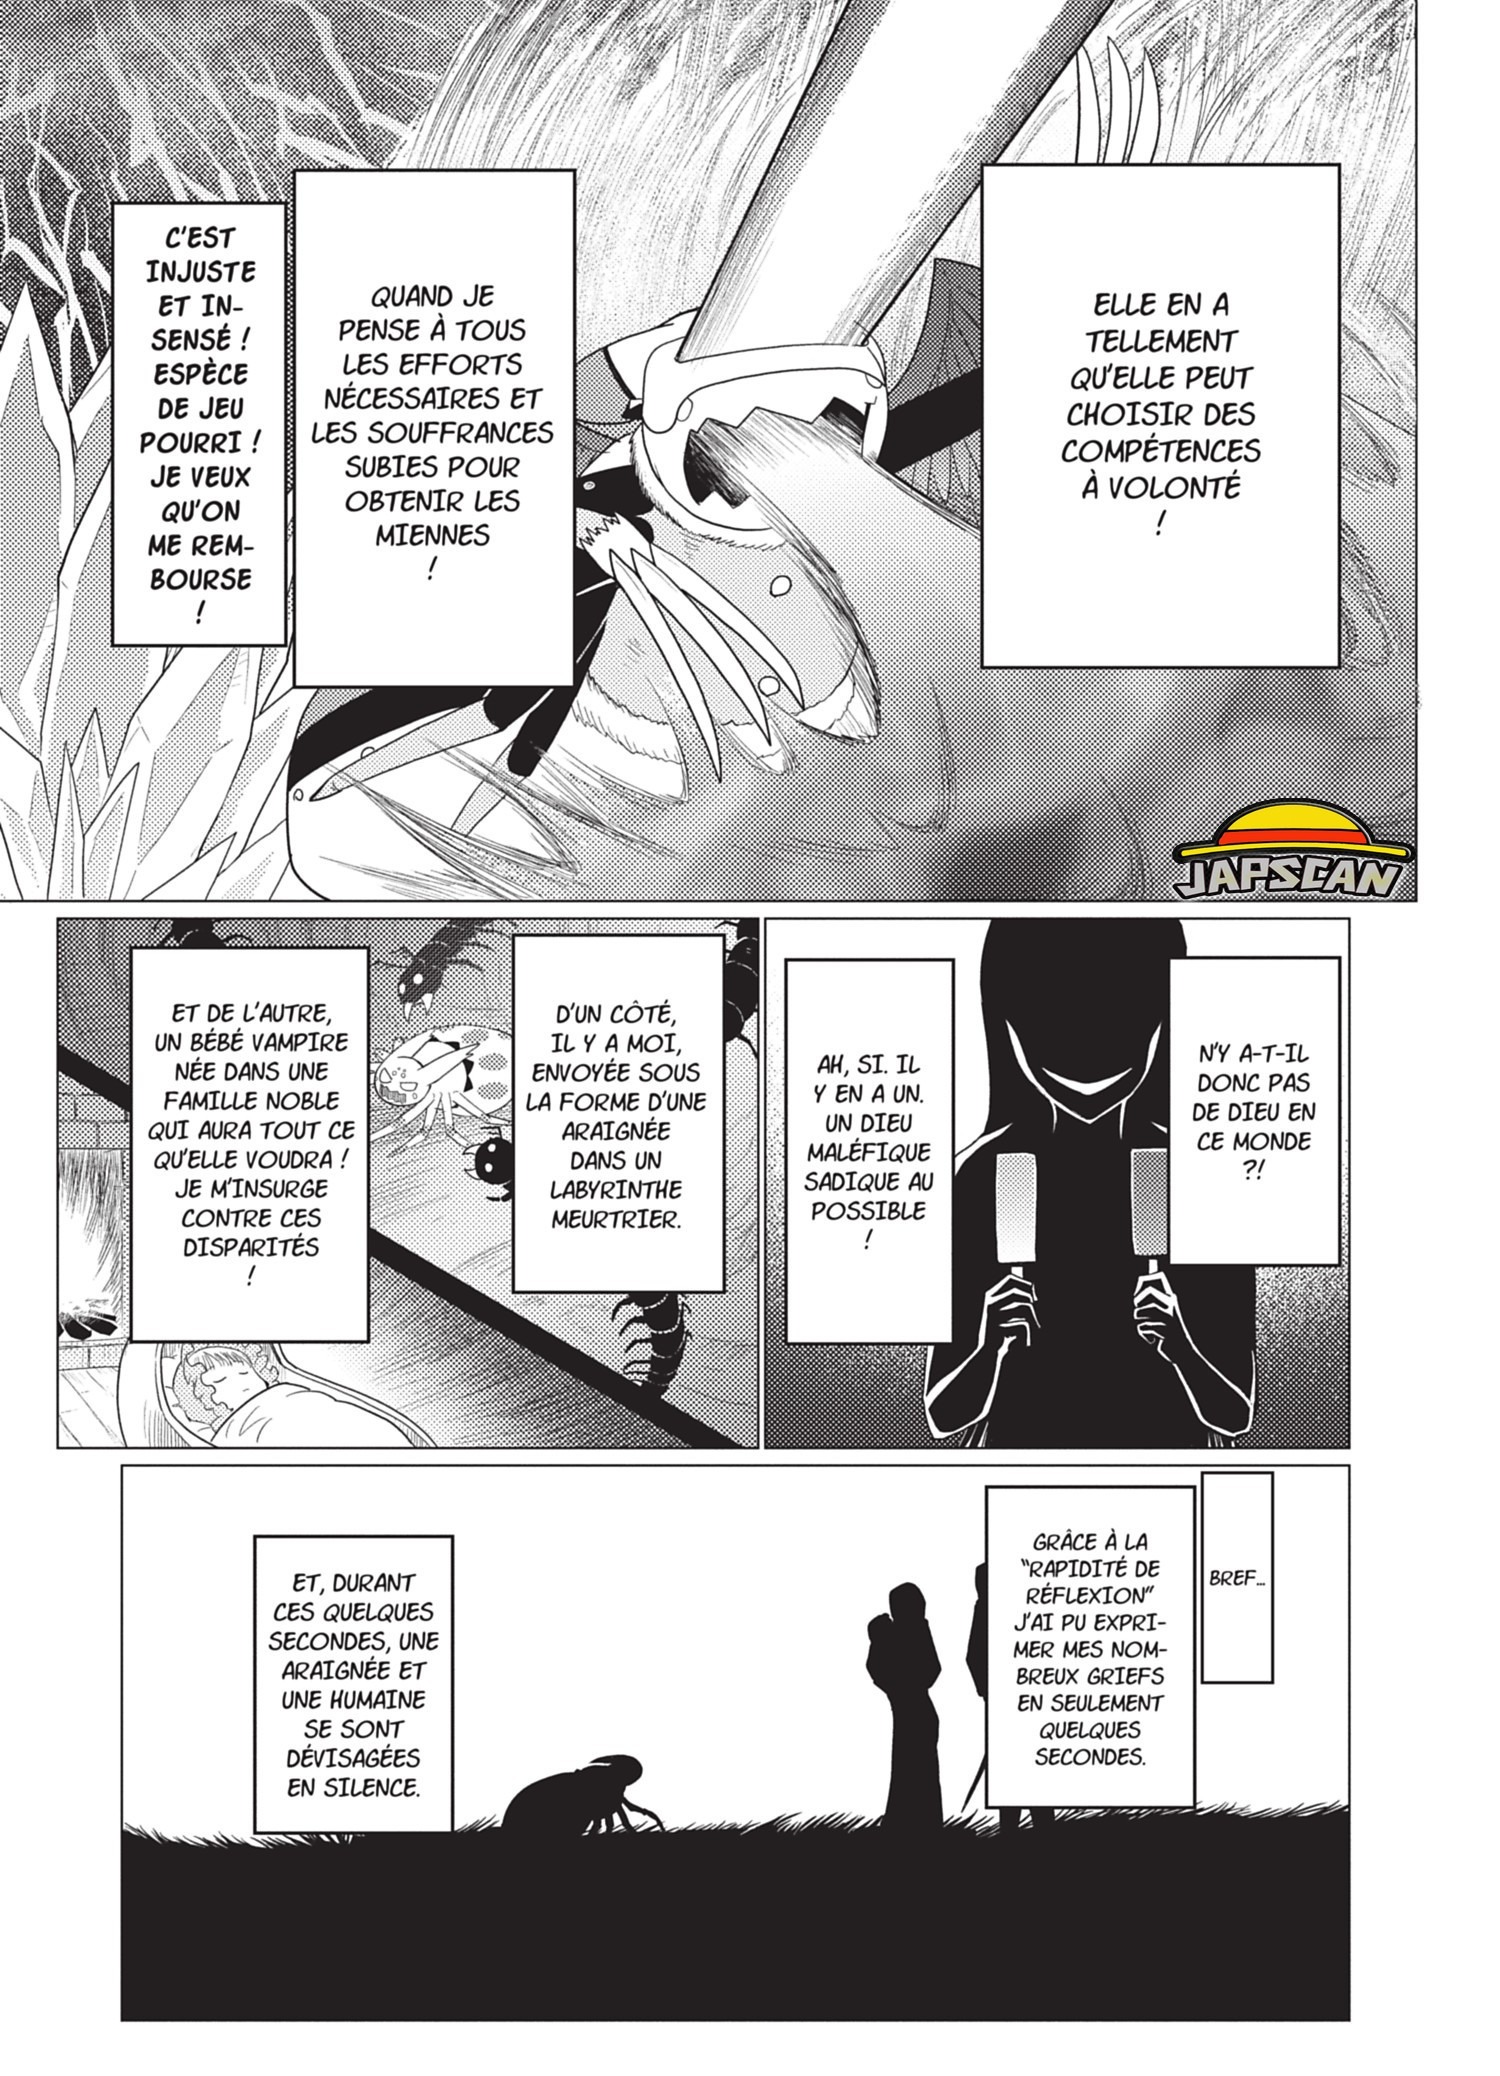 ELLE EN A
TELLEMENT
QU'ELLE PEUT
CHOISIR DES
COMPÉTENCES
À VOLONTÉ
!
QUAND JE
PENSE À TOUS
LES EFFORTS
NÉCESSAIRES ET
LES SOUFFRANCES
SUBIES POUR
OBTENIR LES
MIENNES
!
C'EST
INJUSTE
ET IN-
SENSÉ !
ESPÈCE
DE JEU
POURRI !
JE VEUX
QU'ON
ME REM-
BOURSE
!
JAPSCAN
N'Y A-T-IL
DONC PAS
DE DIEU EN
CE MONDE
?!
AH, SI. IL
Y EN A UN.
UN DIEU
MALÉFIQUE
SADIQUE AU
POSSIBLE
!
D'UN CÔTÉ,
IL Y A MOI,
ENVOYÉE SOUS
LA FORME D'UNE
ARAIGNÉE
DANS UN
LABYRINTHE
MEURTRIER.
ET DE L'AUTRE,
UN BÉBÉ VAMPIRE
NÉE DANS UNE
FAMILLE NOBLE
QUI AURA TOUT CE
QU'ELLE VOUDRA !
JE M'INSURGE
CONTRE CES
DISPARITÉS
!
BREF...
GRÂCE À LA
"RAPIDITÉ DE
RÉFLEXION"
J'AI PU EXPRI-
MER MES NOM-
BREUX GRIEFS
EN SEULEMENT
QUELQUES
SECONDES.
ET, DURANT
CES QUELQUES
SECONDES, UNE
ARAIGNÉE ET
UNE HUMAINE
SE SONT
DÉVISAGÉES
EN SILENCE.